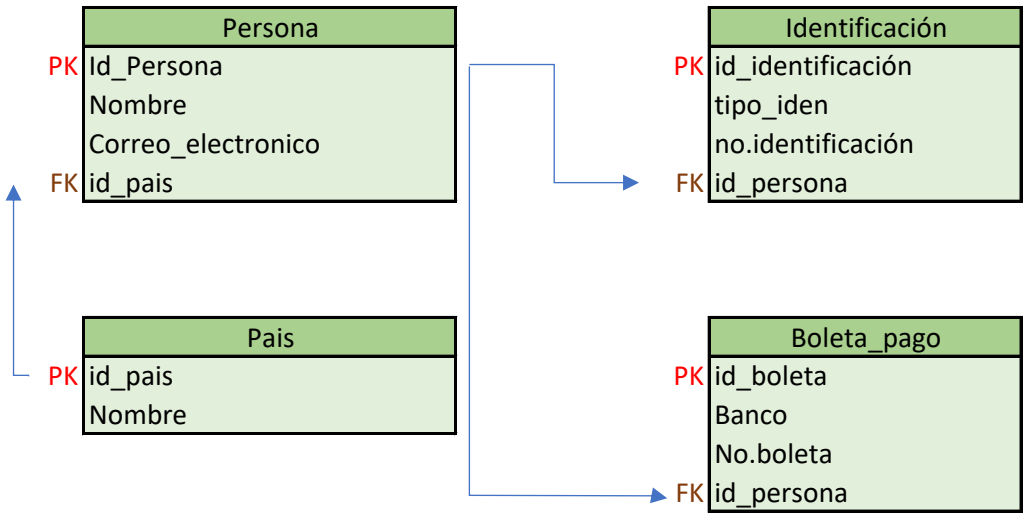 Persona
PK Id_Persona
Nombre
Correo_electronico
FK id_pais
Identificación
PK id_identificación
tipo_iden
no.identificación
FK id_persona
Pais
PK id_pais
Nombre
Boleta_pago
PK id_boleta
Banco
No.boleta
FK id_persona